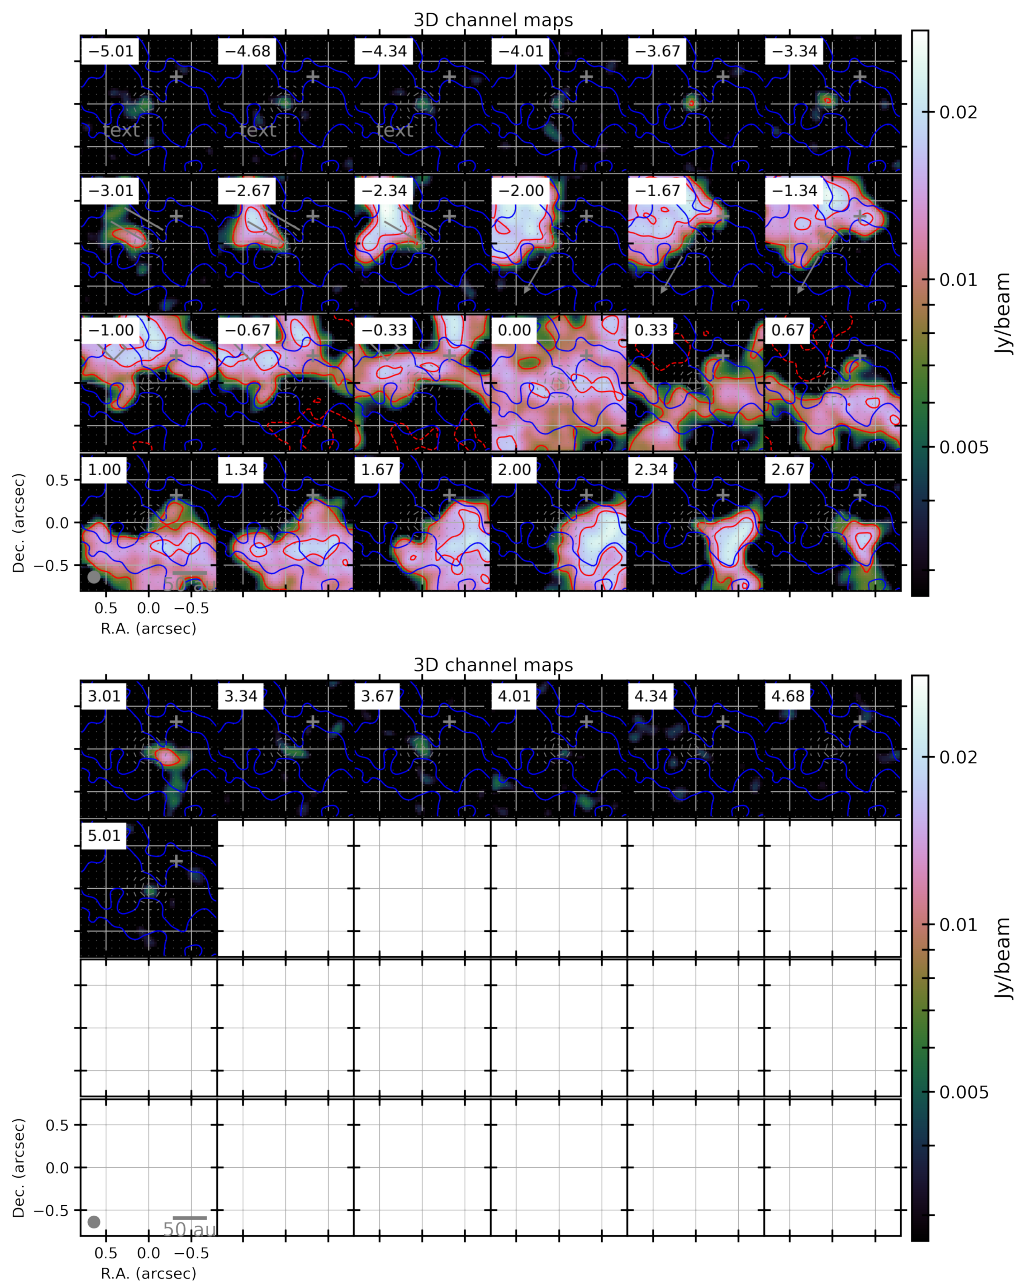 3D channel maps
−5.01 −4.68 −4.34 −4.01 −3.67 −3.34
text text text
−3.01 −2.67 −2.34 −2.00 −1.67 −1.34
−1.00 −0.67 −0.33 0.00 0.33 0.67
1.00 1.34 1.67 2.00 2.34 2.67
50 au
0.5
0.0
−0.5
Dec. (arcsec)
0.5 0.0 −0.5
R.A. (arcsec)
0.02
0.01
0.005
Jy/beam
3D channel maps
3.01 3.34 3.67 4.01 4.34 4.68
5.01
50 au
0.5
0.0
−0.5
Dec. (arcsec)
0.5 0.0 −0.5
R.A. (arcsec)
0.02
0.01
0.005
Jy/beam